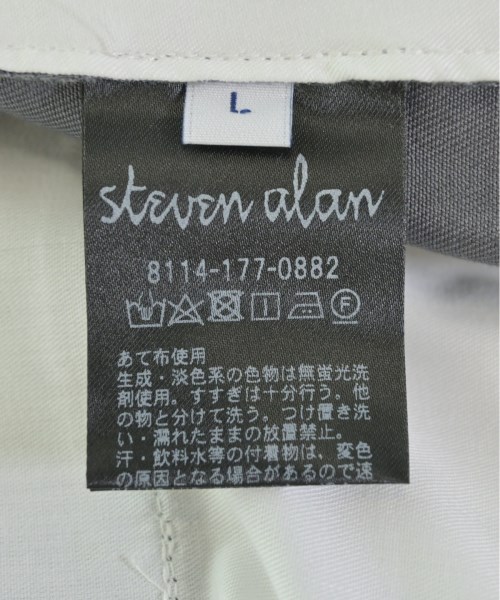 L
steven alan
8114-177-0882
F
あて布使用
生成・淡色系の色物は無蛍光洗
剤使用。すすぎは十分行う。他
の物と分けて洗う。つけ置き洗
い・濡れたままの放置禁止。
汗・飲料水等の付着物は、変色
の原因となる場合があるので速